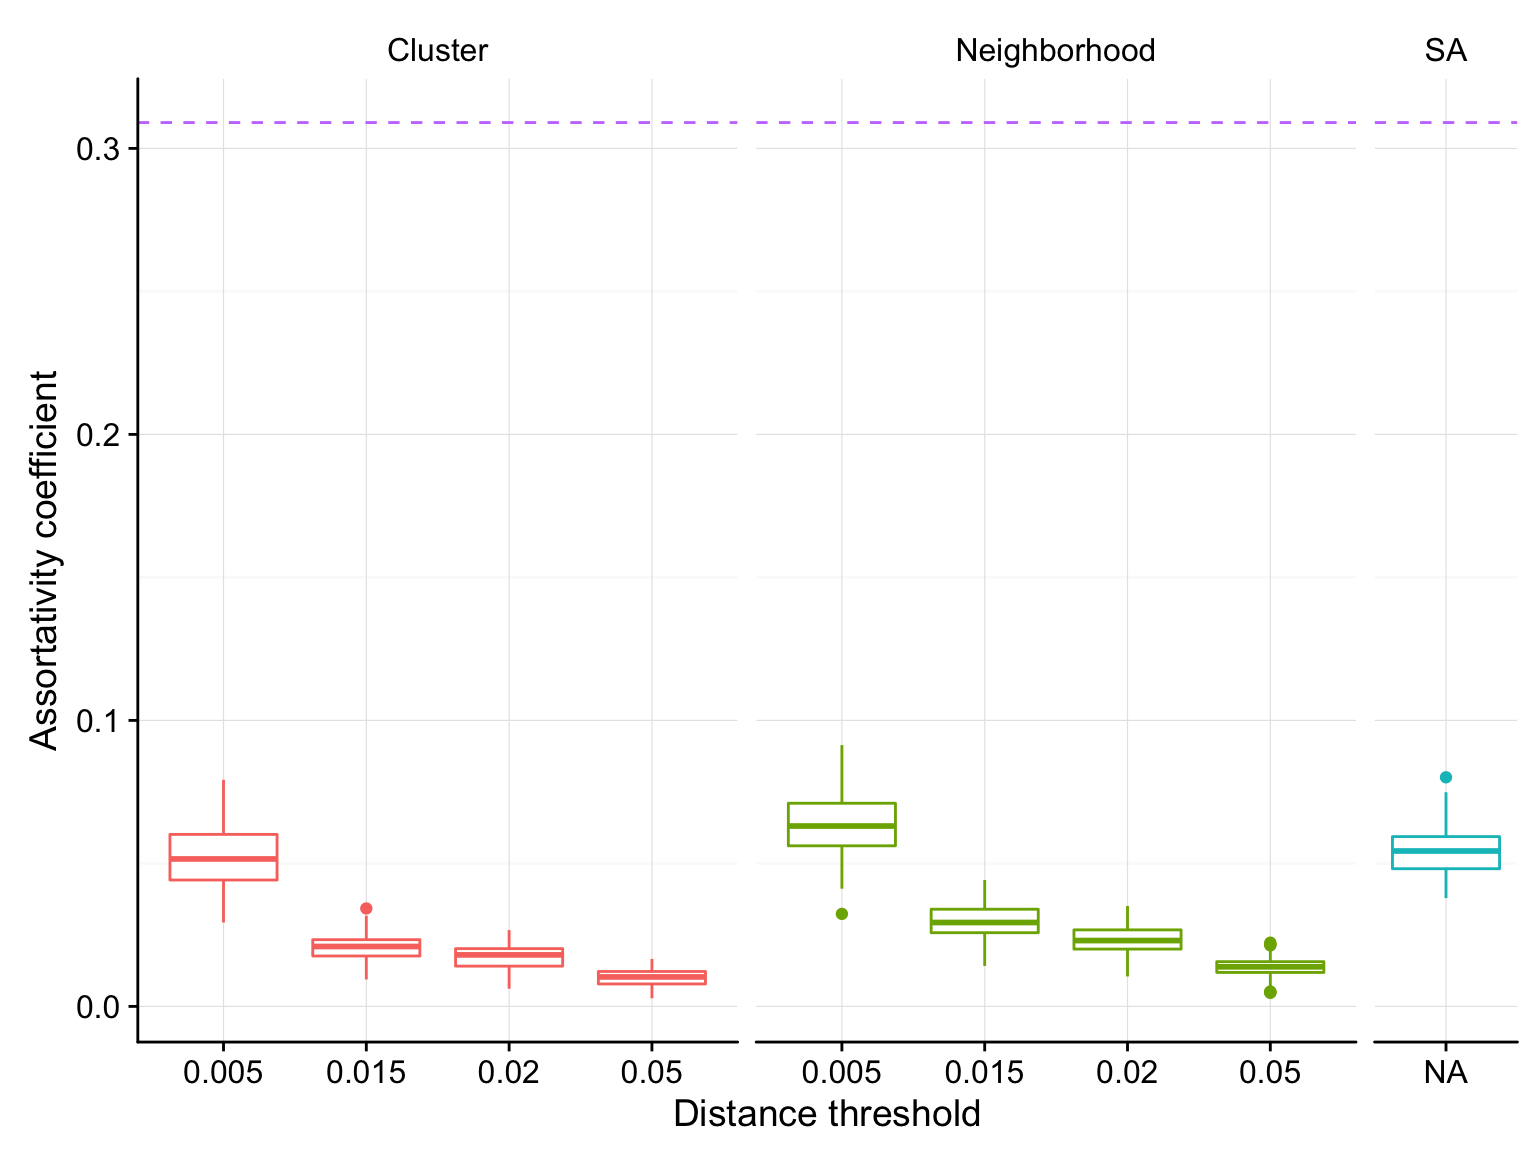 Cluster Neighborhood SA
Assortativity coefficient
0.3
0.2
0.1
0.0
0.005 0.015 0.02 0.05 0.005 0.015 0.02 0.05 NA
Distance threshold